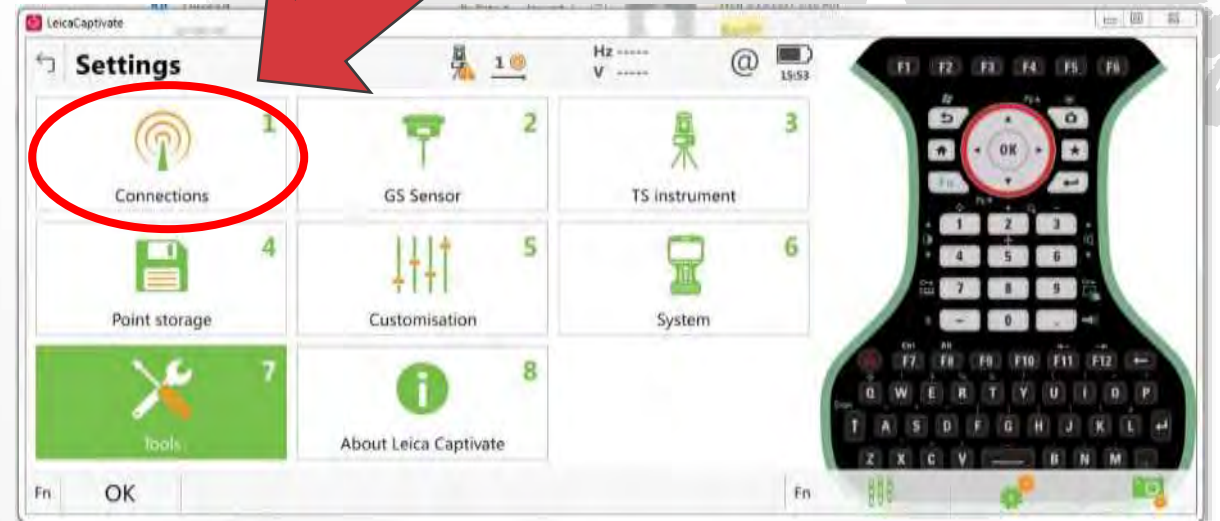 LeicaCaptivate
Settings
1
Hz -----
V -----
@
15:53
1
Connections
2
GS Sensor
3
TS instrument
4
Point storage
5
Customisation
6
System
7
Tools
8
About Leica Captivate
Fn
OK
Fn
F1 F2 F3 F4 F5 F6
OK
Fn
1 2 3
4 5 6
7 8 9
- 0 .
F7 F8 F9 F10 F11 F12
Q W E R T Y U I O P
A S D F G H J K L
Z X C V B N M